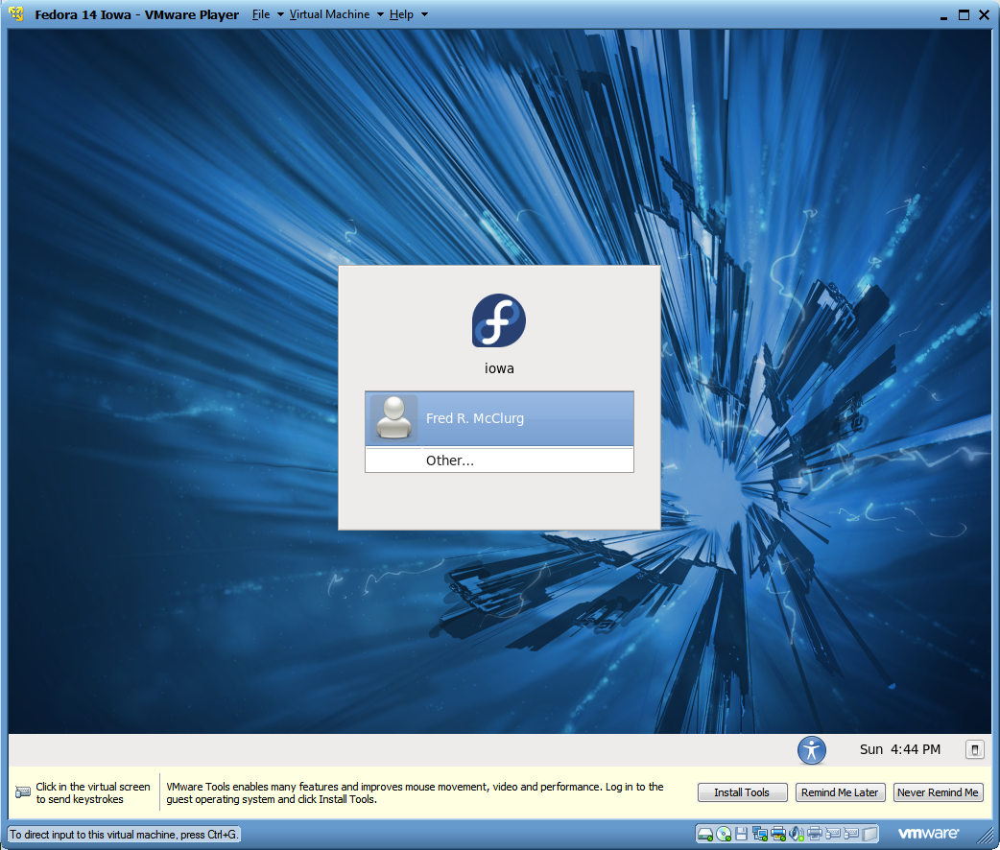 Fedora 14 Iowa - VMware Player File Virtual Machine Help
iowa
Fred R. McClurg
Other...
Sun 4:44 PM
Click in the virtual screen
to send keystrokes
VMware Tools enables many features and improves mouse movement, video and performance. Log in to the
guest operating system and click Install Tools.
Install Tools Remind Me Later Never Remind Me
To direct input to this virtual machine, press Ctrl+G.
vmware